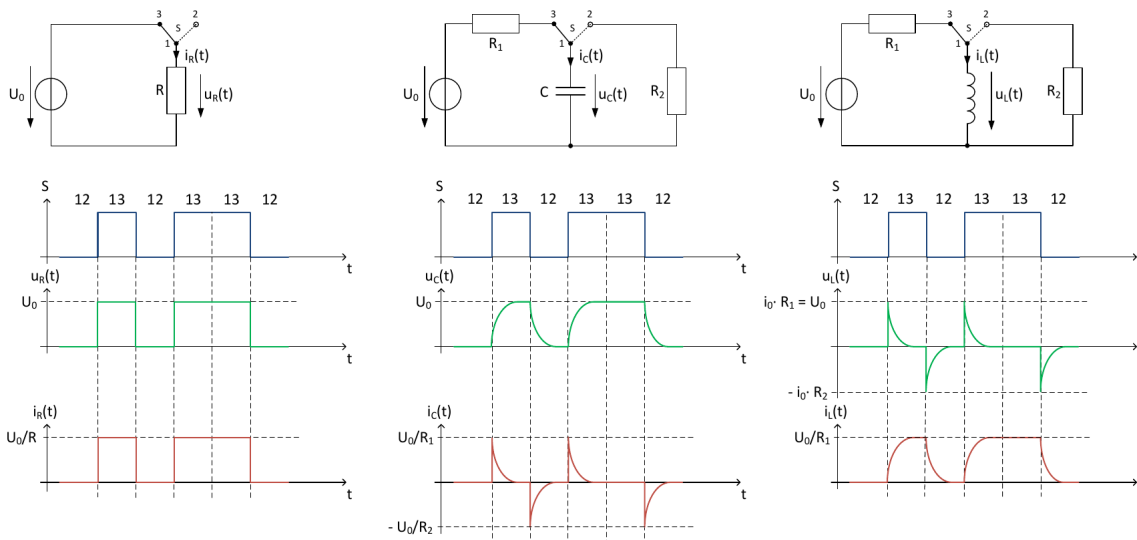 3 S 2
1
i_R(t)
U_0
R
u_R(t)
3 S 2
R_1
1
i_C(t)
U_0
C
u_C(t)
R_2
3 S 2
R_1
1
i_L(t)
U_0
u_L(t)
R_2
S
12 13 12 13 13 12
t
u_R(t)
U_0
t
i_R(t)
U_0/R
t
S
12 13 12 13 13 12
t
u_C(t)
U_0
t
i_C(t)
U_0/R_1
t
- U_0/R_2
S
12 13 12 13 13 12
u_L(t)
i_0· R_1 = U_0
- i_0· R_2
i_L(t)
U_0/R_1